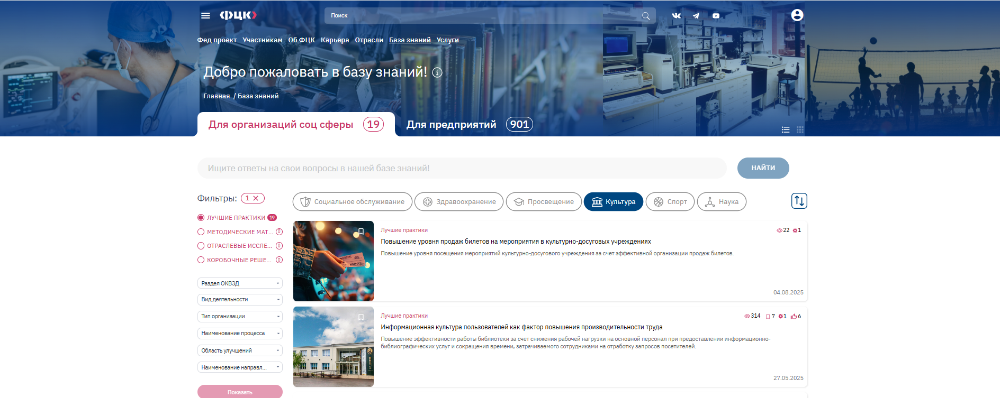 ФЦК
Поиск
Фед проект Участникам Об ФЦК Карьера Отрасли База знаний Услуги
Добро пожаловать в базу знаний!
Главная / База знаний
Для организаций соц сферы 19 Для предприятий 901
Ищите ответы на свои вопросы в нашей базе знаний! НАЙТИ
Фильтры: 1 ×
Социальное обслуживание Здравоохранение Просвещение Культура Спорт Наука
ЛУЧШИЕ ПРАКТИКИ 19
МЕТОДИЧЕСКИЕ МАТ... 0
ОТРАСЛЕВЫЕ ИССЛЕ... 0
КОРОБОЧНЫЕ РЕШЕ... 0
Раздел ОКВЭД
Вид деятельности
Тип организации
Наименование процесса
Область улучшений
Наименование направл...
Показать
Лучшие практики 22 1
Повышение уровня продаж билетов на мероприятия в культурно-досуговых учреждениях
Повышение уровня посещения мероприятий культурно-досугового учреждения за счет эффективной организации продаж билетов.
04.08.2025
Лучшие практики 314 7 1 6
Информационная культура пользователей как фактор повышения производительности труда
Повышение эффективности работы библиотеки за счет снижения рабочей нагрузки на основной персонал при предоставлении информационно-
библиографических услуг и сокращения времени, затрачиваемого сотрудниками на отработку запросов посетителей.
27.05.2025